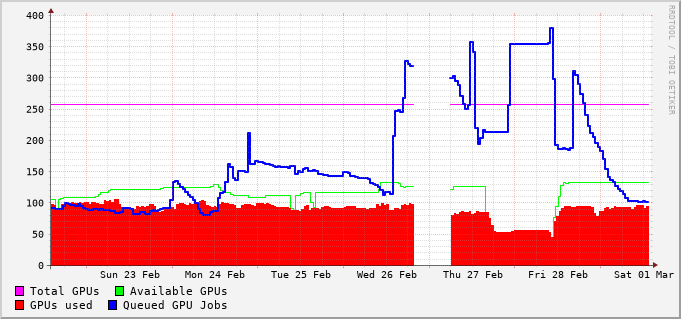 RRDTOOL / TOBI OETIKER
400
350
300
250
200
150
100
50
0
Sun 23 Feb Mon 24 Feb Tue 25 Feb Wed 26 Feb Thu 27 Feb Fri 28 Feb Sat 01 Mar
Total GPUs Available GPUs
GPUs used Queued GPU Jobs